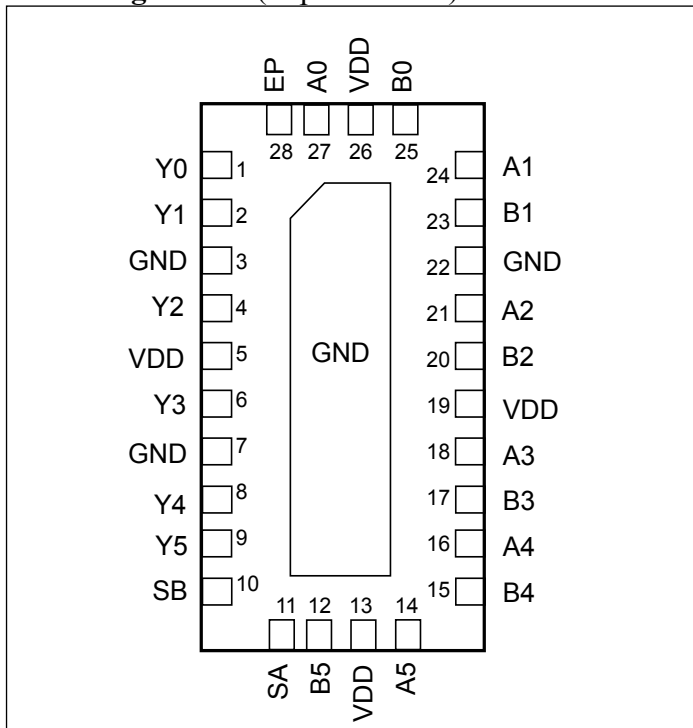 EP A0 VDD B0
28 27 26 25
Y0 1 24 A1
Y1 2 23 B1
GND 3 22 GND
Y2 4 21 A2
GND
VDD 5 20 B2
Y3 6 19 VDD
GND 7 18 A3
Y4 8 17 B3
Y5 9 16 A4
SB 10 15 B4
11 12 13 14
SA B5 VDD A5